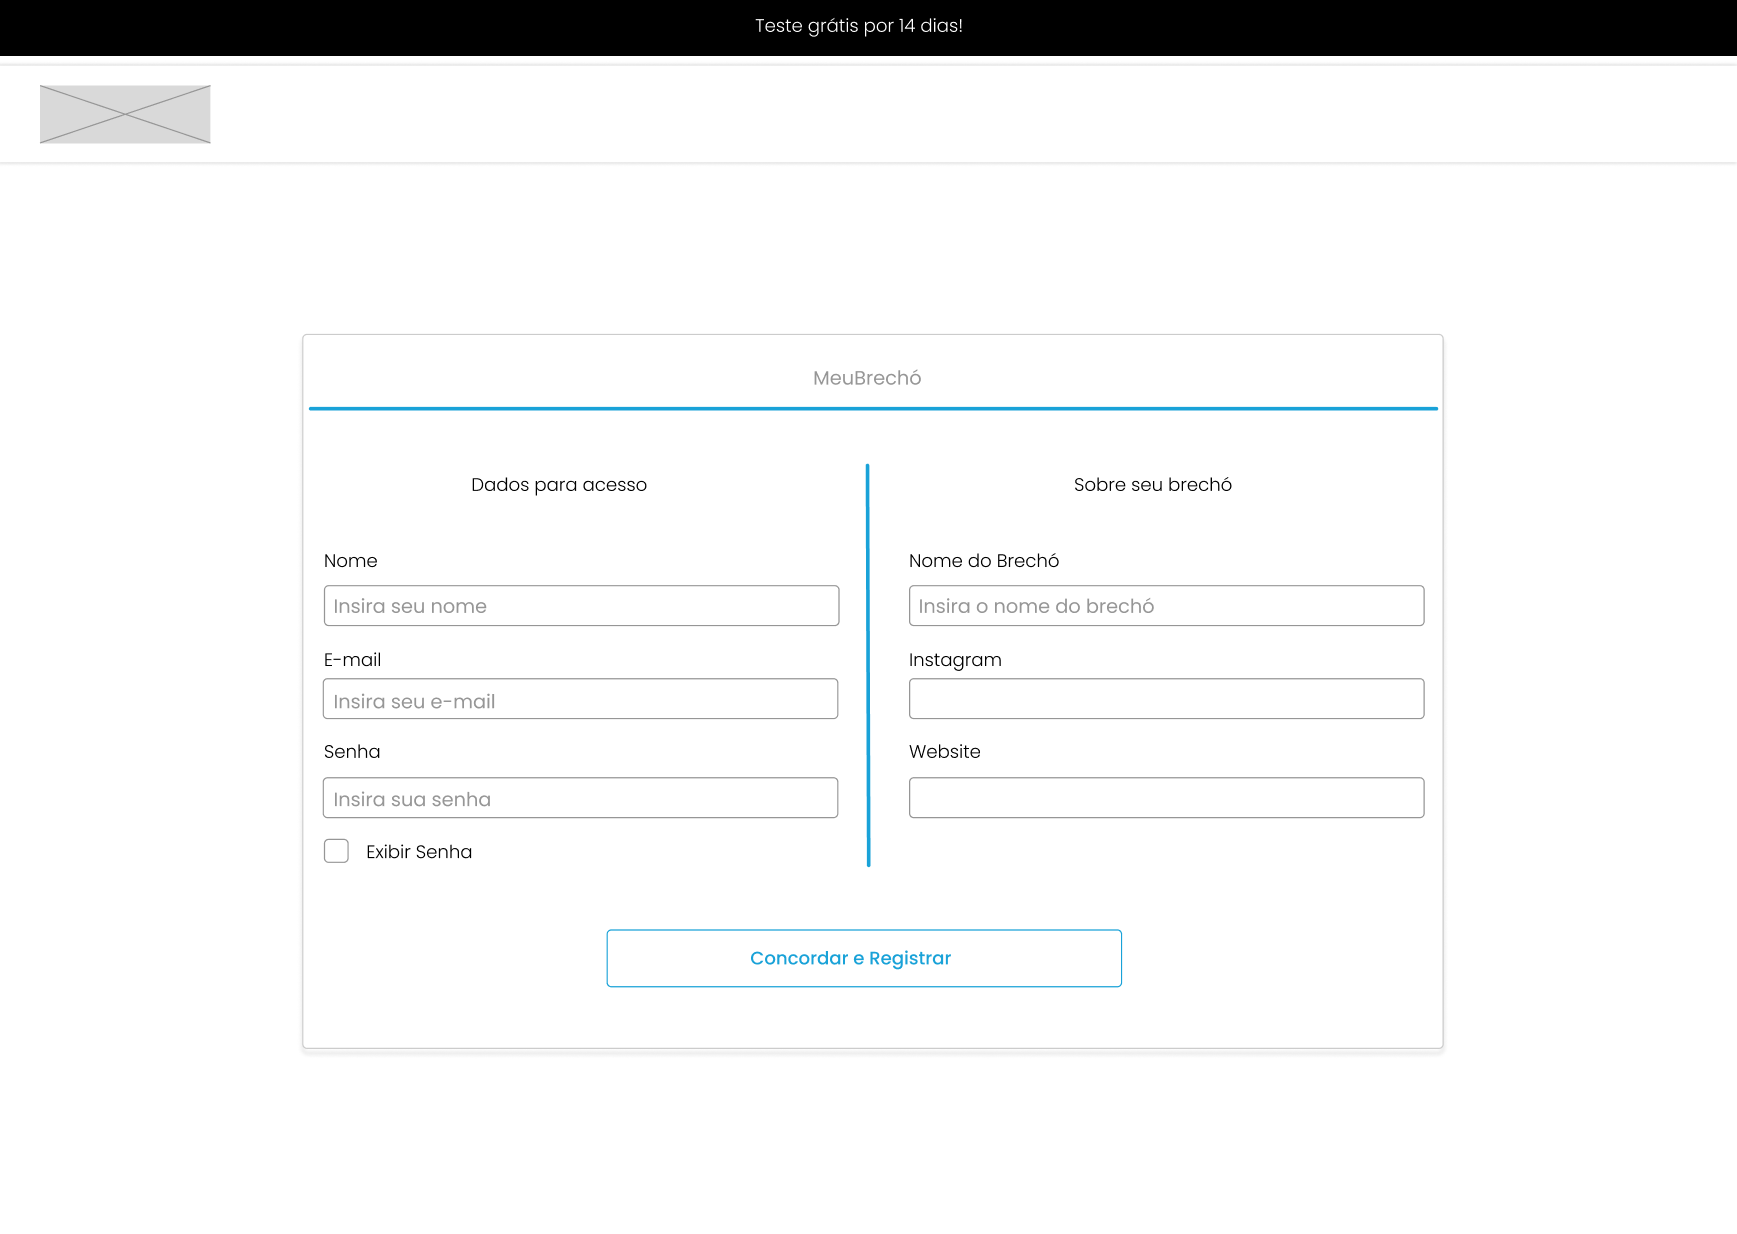 Teste grátis por 14 dias!
MeuBrechó
Dados para acesso
Nome
Insira seu nome
E-mail
Insira seu e-mail
Senha
Insira sua senha
Exibir Senha
Sobre seu brechó
Nome do Brechó
Insira o nome do brechó
Instagram
Website
Concordar e Registrar